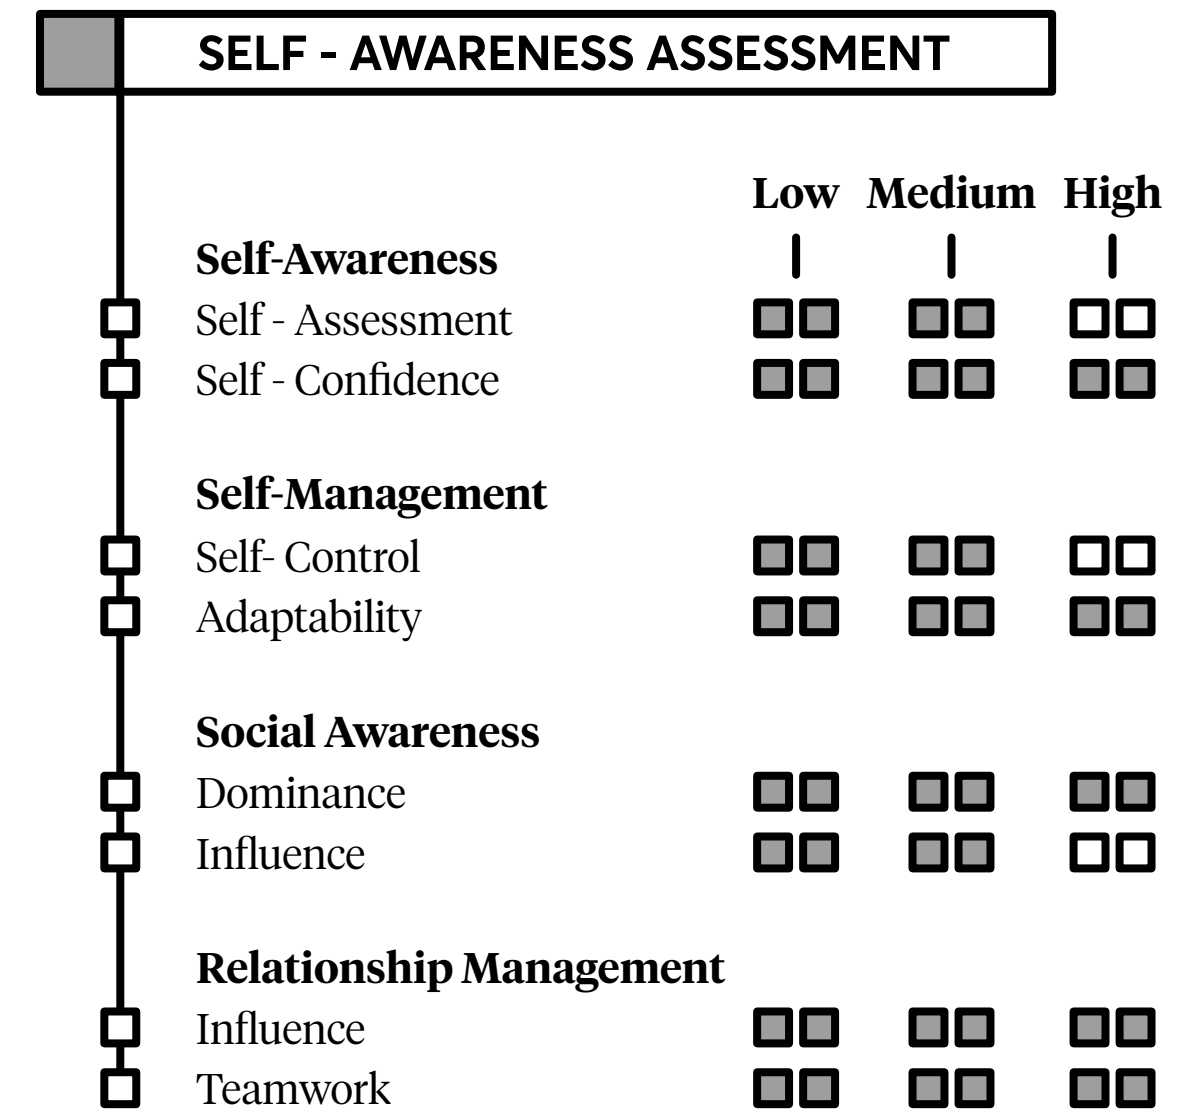 SELF - AWARENESS ASSESSMENT
Low Medium High
Self-Awareness
Self - Assessment
Self - Confidence
Self-Management
Self- Control
Adaptability
Social Awareness
Dominance
Influence
Relationship Management
Influence
Teamwork